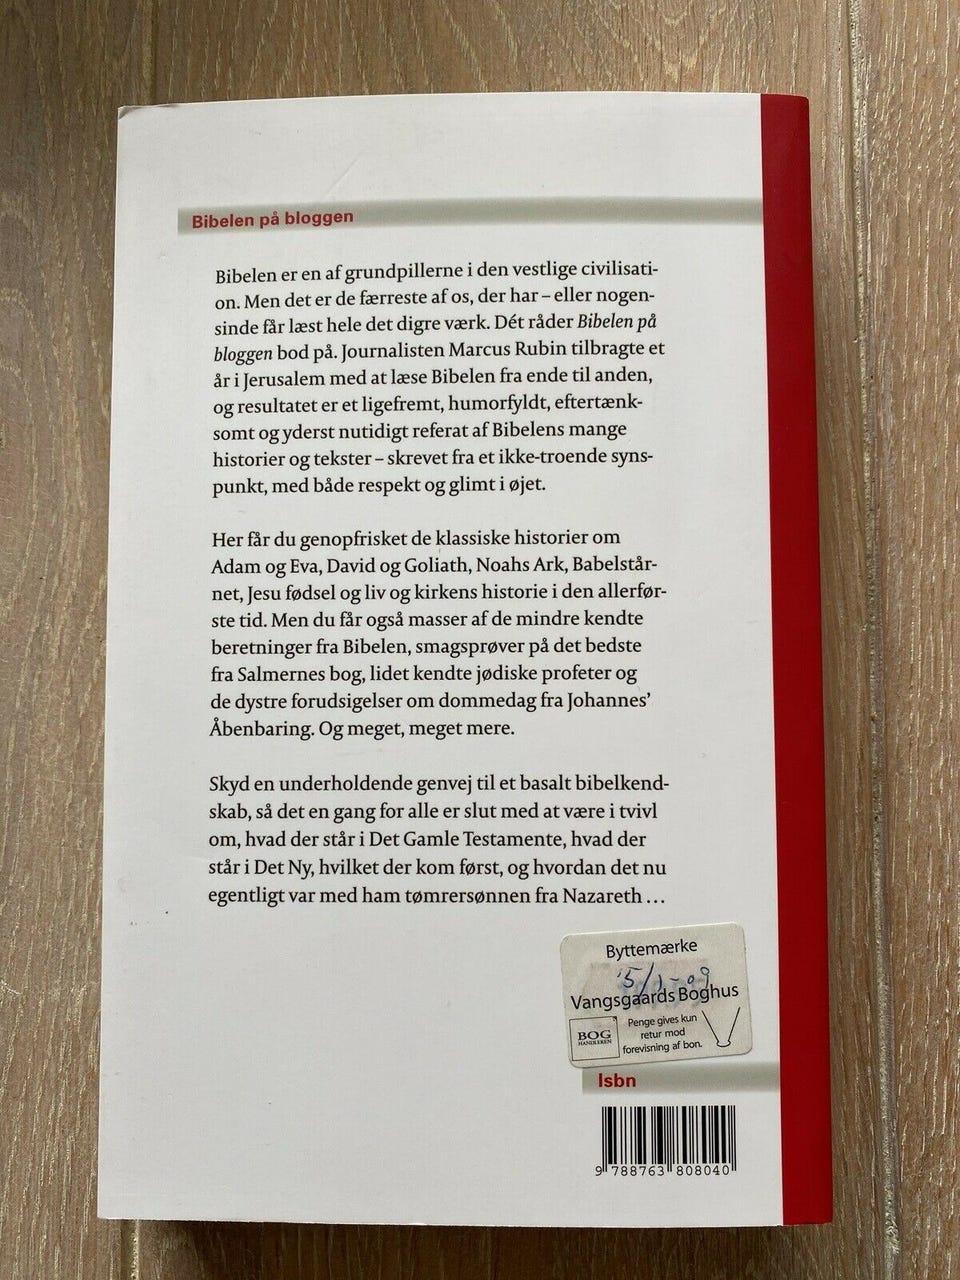 Bibelen på bloggen
Bibelen er en af grundpillerne i den vestlige civilisati-
on. Men det er de færreste af os, der har – eller nogen-
sinde får læst hele det digre værk. Dét råder Bibelen på
bloggen bod på. Journalisten Marcus Rubin tilbragte et
år i Jerusalem med at læse Bibelen fra ende til anden,
og resultatet er et ligefremt, humorfyldt, eftertænk-
somt og yderst nutidigt referat af Bibelens mange
historier og tekster – skrevet fra et ikke-troende syns-
punkt, med både respekt og glimt i øjet.
Her får du genopfrisket de klassiske historier om
Adam og Eva, David og Goliath, Noahs Ark, Babelstår-
net, Jesu fødsel og liv og kirkens historie i den allerfør-
ste tid. Men du får også masser af de mindre kendte
beretninger fra Bibelen, smagsprøver på det bedste
fra Salmernes bog, lidet kendte jødiske profeter og
de dystre forudsigelser om dommedag fra Johannes’
Åbenbaring. Og meget, meget mere.
Skyd en underholdende genvej til et basalt bibelkend-
skab, så det en gang for alle er slut med at være i tvivl
om, hvad der står i Det Gamle Testamente, hvad der
står i Det Ny, hvilket der kom først, og hvordan det nu
egentligt var med ham tømrersønnen fra Nazareth ...
Byttemærke
Vangsgaards Boghus
BOG
HANDLEREN
Penge gives kun
retur mod
forevisning af bon.
Isbn
9 788763 808040